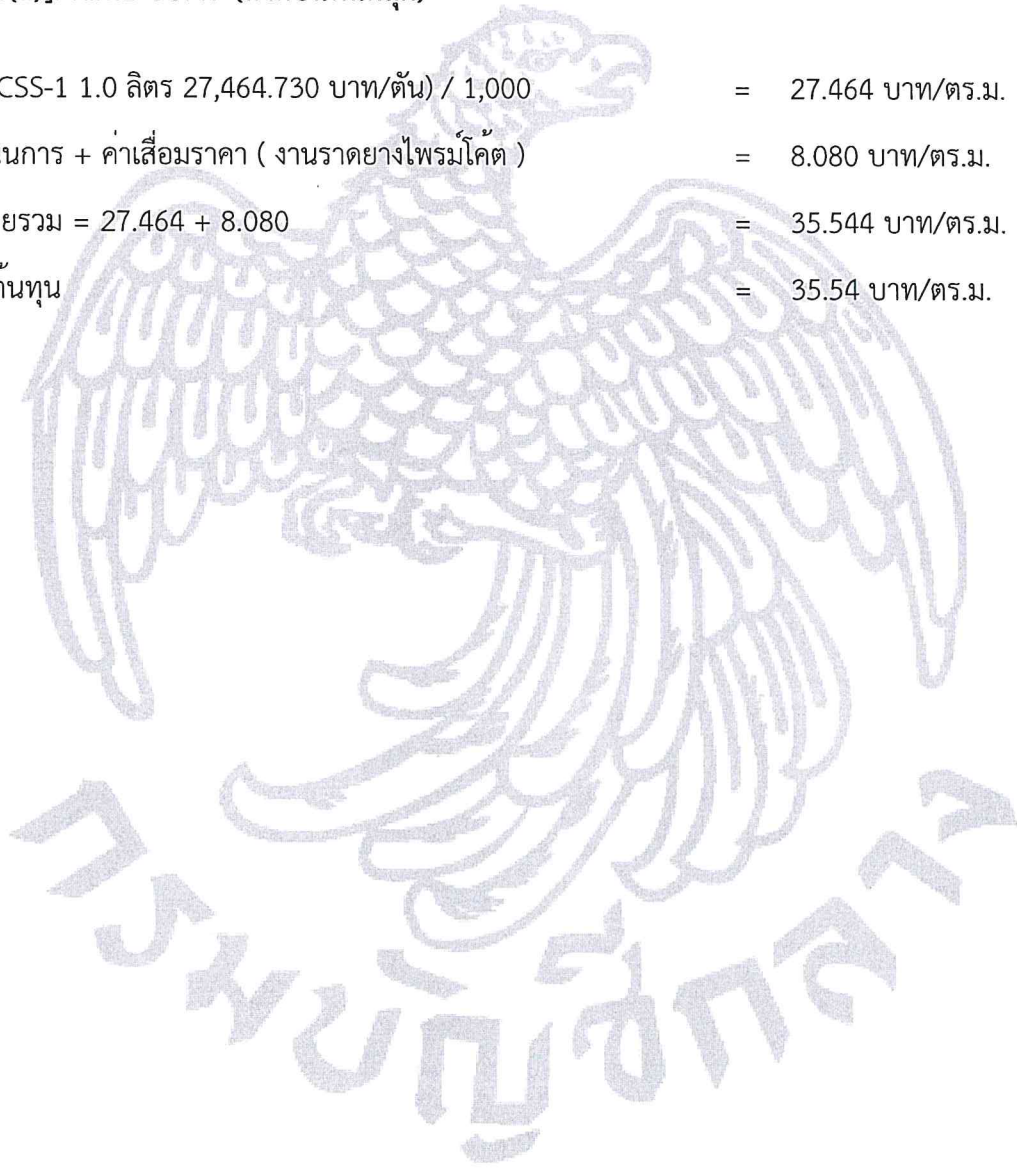 CSS-1 1.0 ลิตร 27,464.730 บาท/ตัน) / 1,000 = 27.464 บาท/ตร.ม.
นการ + ค่าเสื่อมราคา ( งานราดยางไพรม์โค้ต ) = 8.080 บาท/ตร.ม.
ยรวม = 27.464 + 8.080 = 35.544 บาท/ตร.ม.
้นทุน = 35.54 บาท/ตร.ม.
กรมบัญชีกลาง